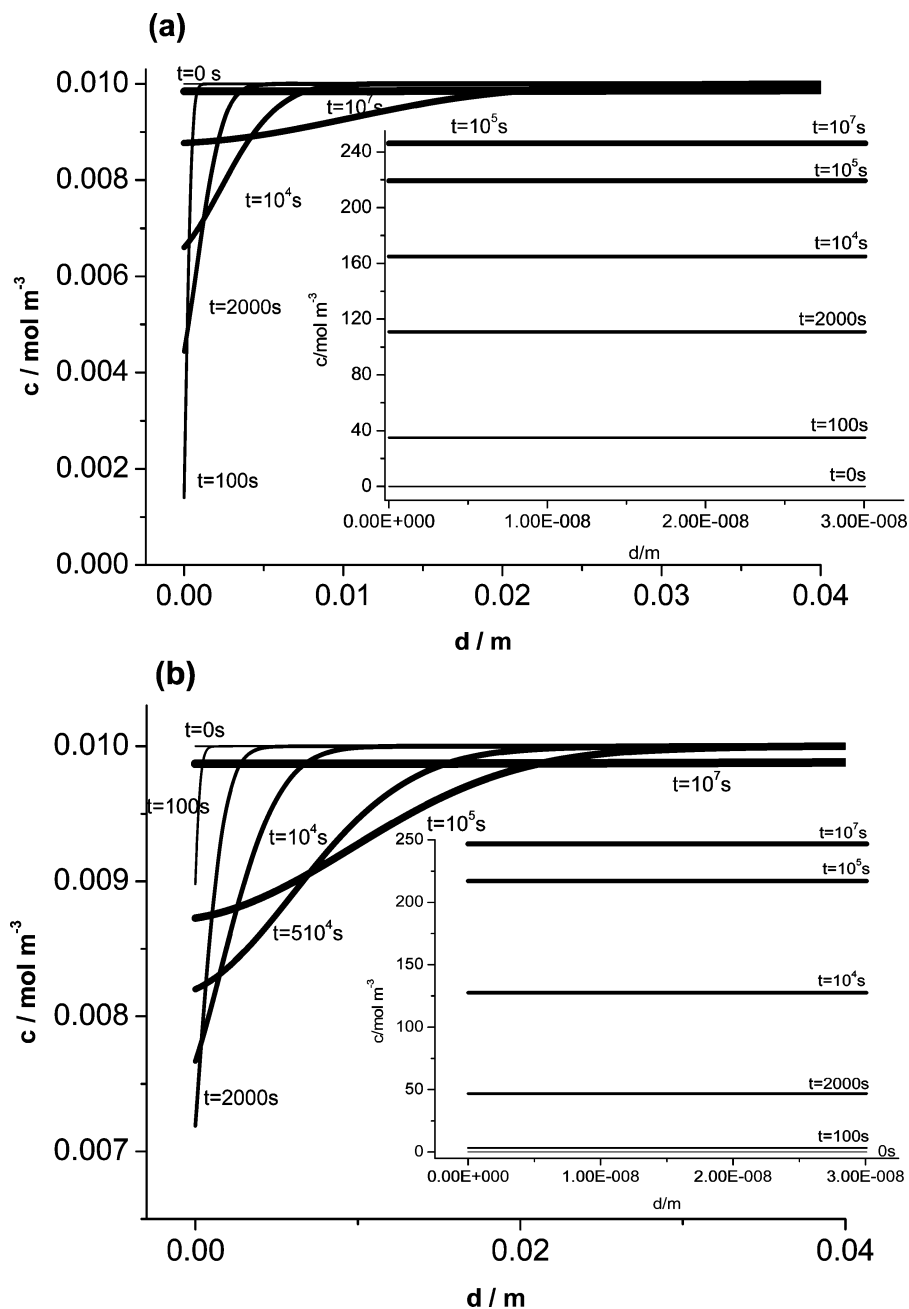 (a)
t=0 s
0.010
t=10⁷s
t=10⁵s
t=10⁷s
240
0.008
t=10⁵s
200
t=10⁴s
t=10⁴s
160
0.006
c / mol m⁻³
t=2000s
c/mol m⁻³
120
t=2000s
0.004
80
t=100s
40
0.002
t=100s
t=0s
0
0.00E+000
1.00E-008
2.00E-008
3.00E-008
d/m
0.000
0.00
0.01
0.02
0.03
0.04
d / m
(b)
t=0s
0.010
t=10⁷s
t=100s
t=10⁴s
t=10⁵s
250
t=10⁷s
t=10⁵s
0.009
200
t=510⁴s
c / mol m⁻³
150
t=10⁴s
c/mol m⁻³
0.008
100
t=2000s
t=2000s
50
t=100s
0.007
0
0s
0.00E+000
1.00E-008
2.00E-008
3.00E-008
d/m
0.00
0.02
0.04
d / m